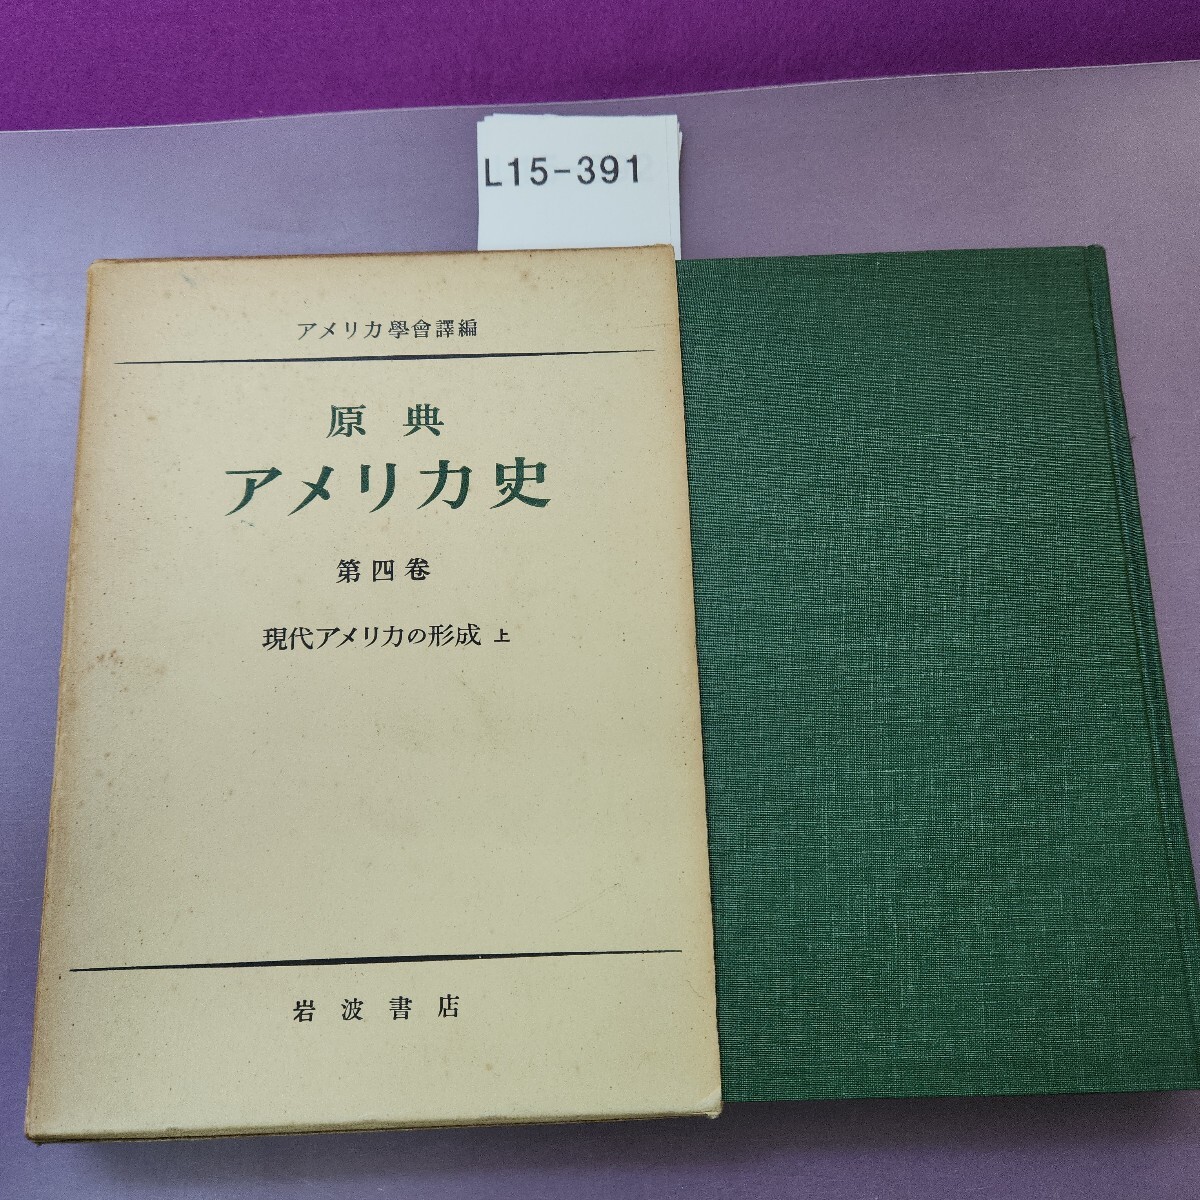 L15-391
アメリカ學會譯編
原典
アメリカ史
第四卷
現代アメリカの形成 上
岩波書店